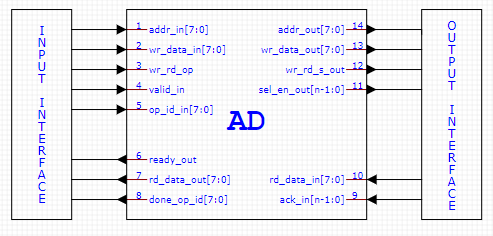 INPUT INTERFACE
1 addr_in[7:0]
2 wr_data_in[7:0]
3 wr_rd_op
4 valid_in
5 op_id_in[7:0]
6 ready_out
7 rd_data_out[7:0]
8 done_op_id[7:0]
AD
addr_out[7:0] 14
wr_data_out[7:0] 13
wr_rd_s_out 12
sel_en_out[n-1:0] 11
rd_data_in[7:0] 10
ack_in[n-1:0] 9
OUTPUT INTERFACE